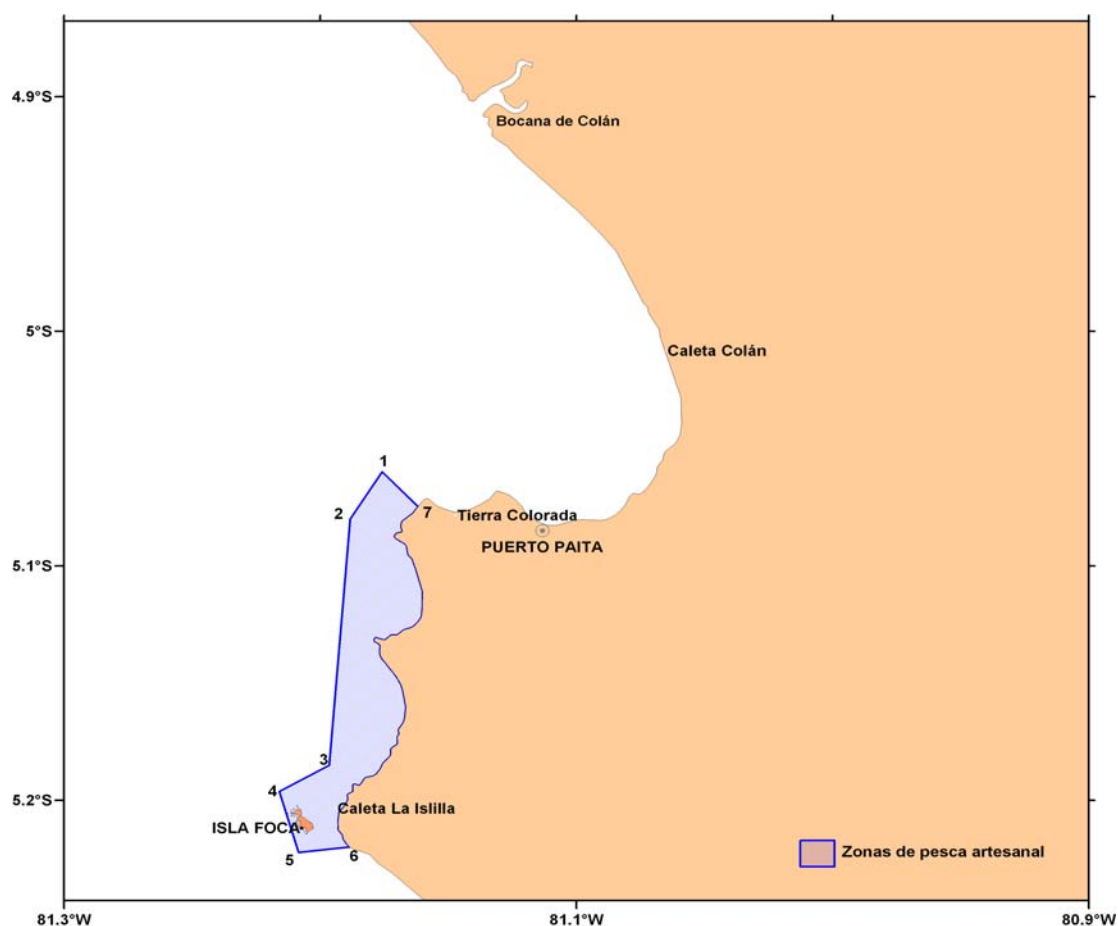 4.9°S
Bocana de Colán
5°S
Caleta Colán
1
2
7
Tierra Colorada
PUERTO PAITA
5.1°S
3
4
5.2°S
Caleta La Islilla
ISLA FOCA
5
6
Zonas de pesca artesanal
81.3°W
81.1°W
80.9°W